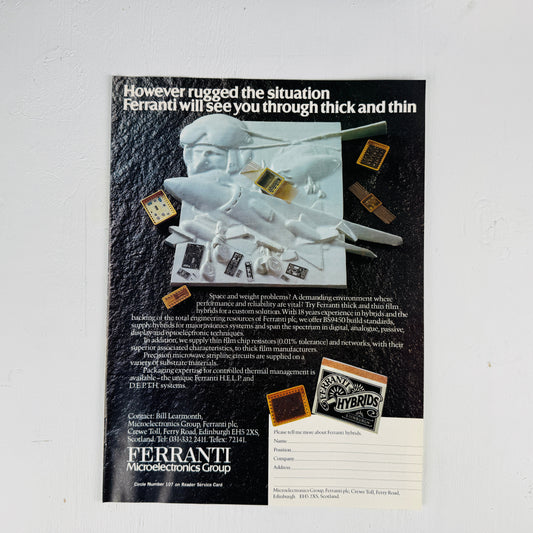 However rugged the situation
Ferranti will see you through thick and thin
Space and weight problems? A demanding environment where
performance and reliability are vital? Try Ferranti thick and thin film
hybrids for a custom solution. With 18 years experience in hybrids and the
backing of the total engineering resources of Ferranti plc, we offer BS9450 build standards,
supply hybrids for major avionics systems and span the spectrum in digital, analogue, passive,
display and optoelectronic techniques.
In addition, we supply thin film chip resistors (0.01% tolerance) and networks, with their
superior associated characteristics, to thick film manufacturers.
Precision microwave stripline circuits are supplied on a
variety of substrate materials.
Packaging expertise for controlled thermal management is
available – the unique Ferranti H.E.L.P. and
D.E.P.T.H. systems.
FERRANTI
HYBRIDS
Contact: Bill Learmonth,
Microelectronics Group, Ferranti plc,
Crewe Toll, Ferry Road, Edinburgh EH5 2XS,
Scotland. Tel: 031-332 2411. Telex: 72141.
FERRANTI
Microelectronics Group
Circle Number 107 on Reader Service Card
Please tell me more about Ferranti hybrids.
Name
Position
Company
Address
Microelectronics Group, Ferranti plc, Crewe Toll, Ferry Road,
Edinburgh EH5 2XS, Scotland.